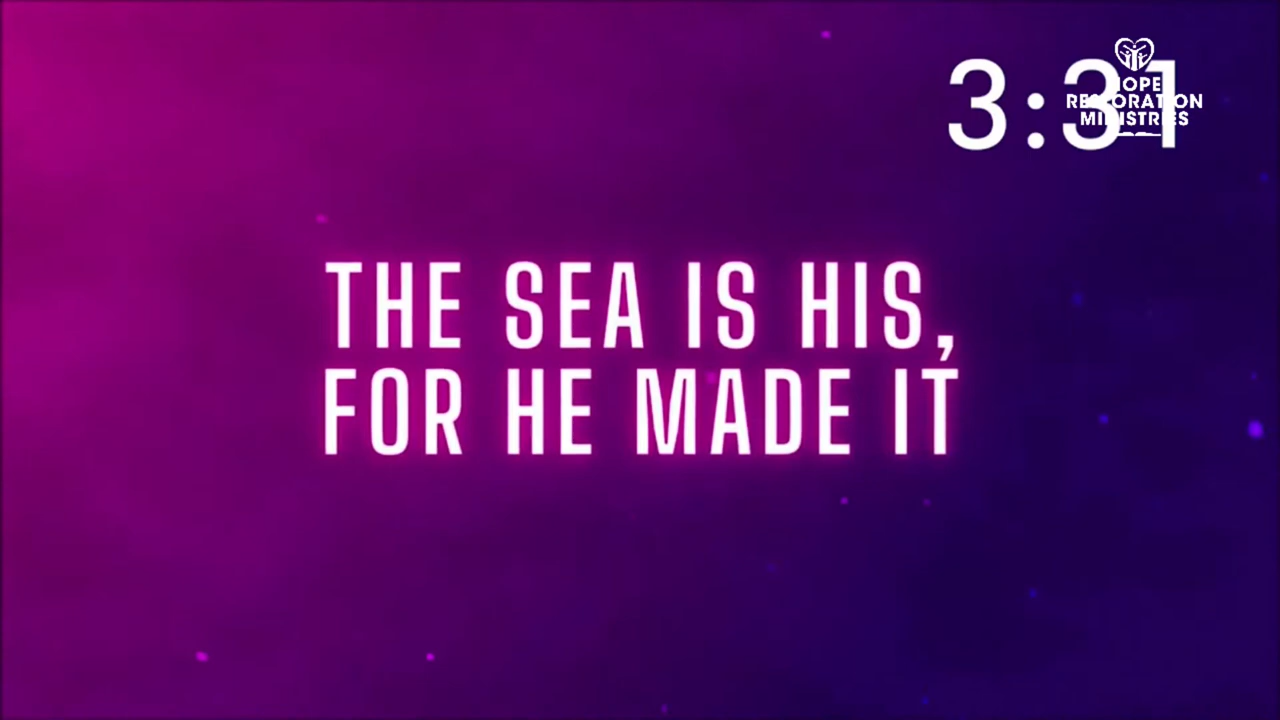 3:31
HOPE
RESTORATION
MINISTRIES
THE SEA IS HIS,
FOR HE MADE IT